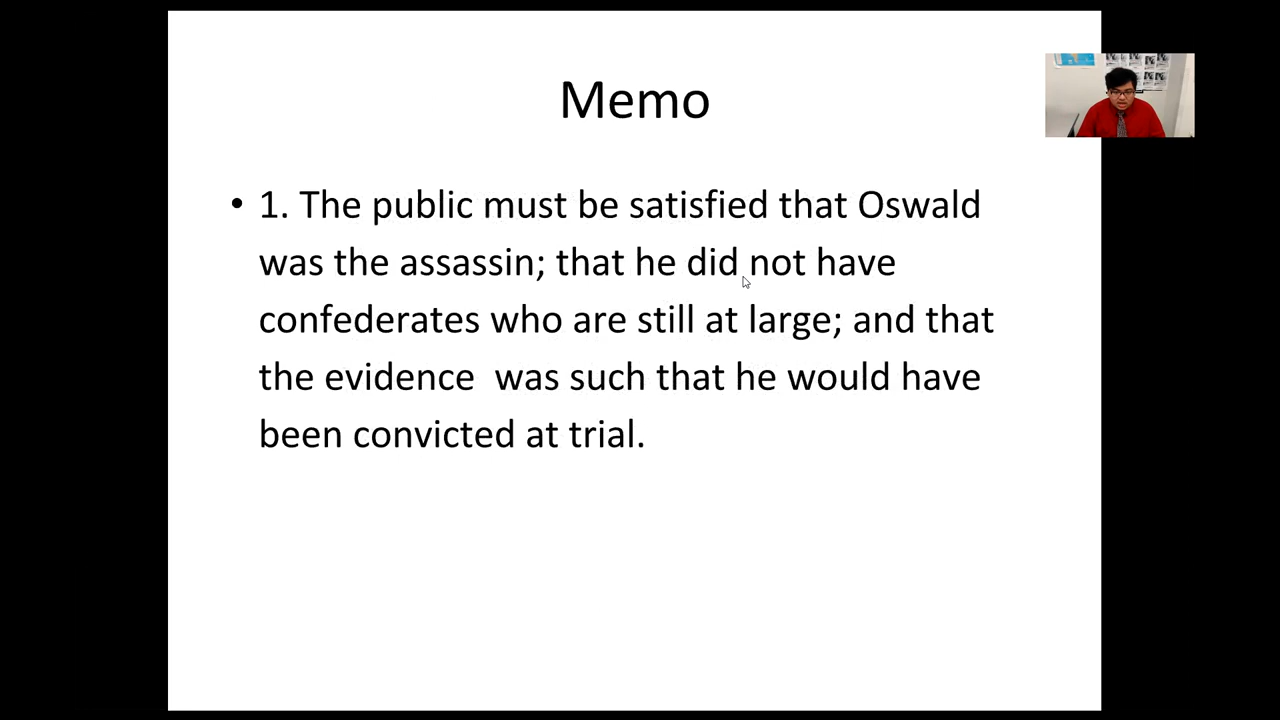 Memo
• 1. The public must be satisfied that Oswald
was the assassin; that he did not have
confederates who are still at large; and that
the evidence  was such that he would have
been convicted at trial.